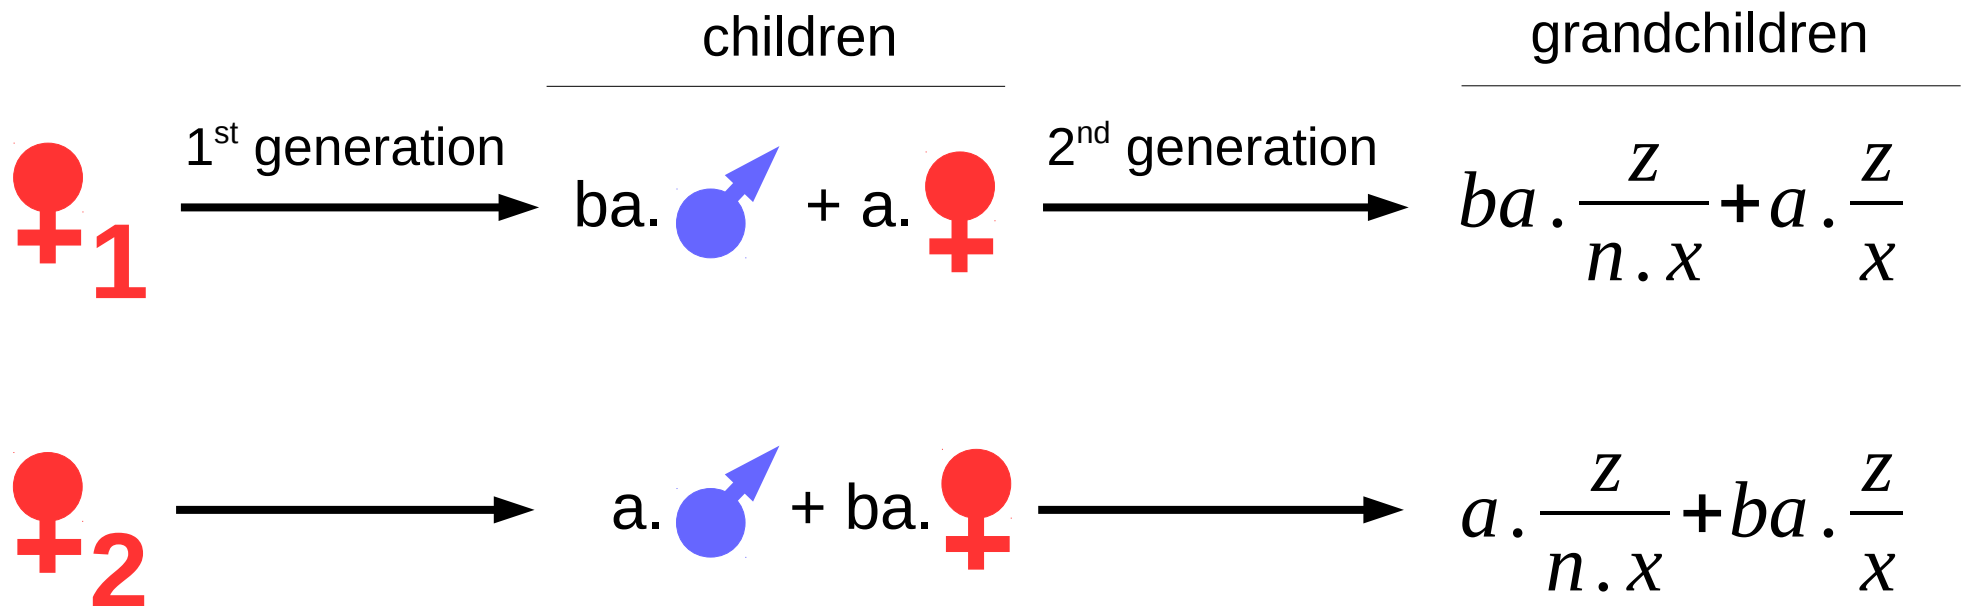 children grandchildren
♀1 1st generation ba.♂ + a.♀ 2nd generation ba . z/(n . x) + a . z/x
♀2 a.♂ + ba.♀ a . z/(n . x) + ba . z/x